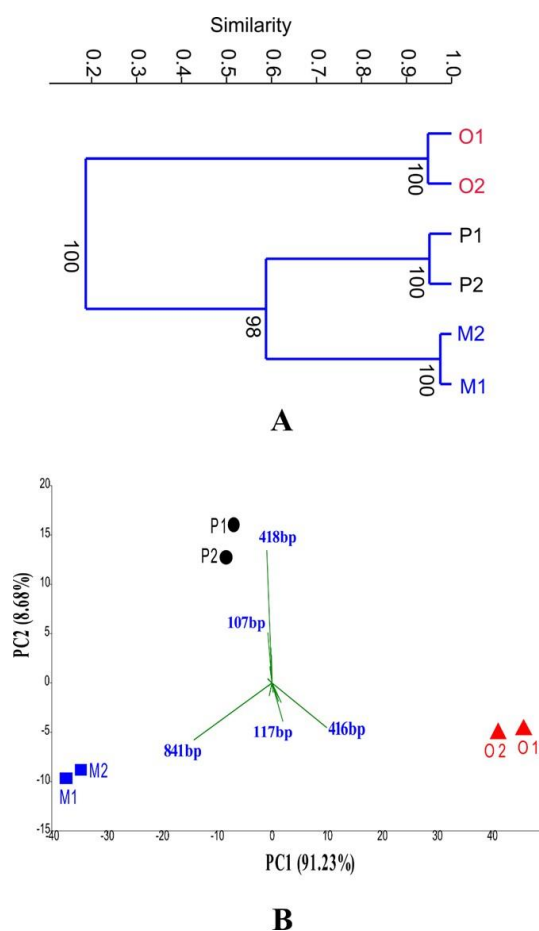 Similarity
0.2 0.3 0.4 0.5 0.6 0.7 0.8 0.9 1.0
O1
100
O2
P1
100
100
P2
98
M2
100
M1
A
20
P1
15
418bp
P2
10
107bp
5
PC2 (8.68%)
0
-5
841bp
117bp
416bp
O2
O1
M2
-10
M1
-15
-40 -30 -20 -10 0 10 20 30 40
PC1 (91.23%)
B